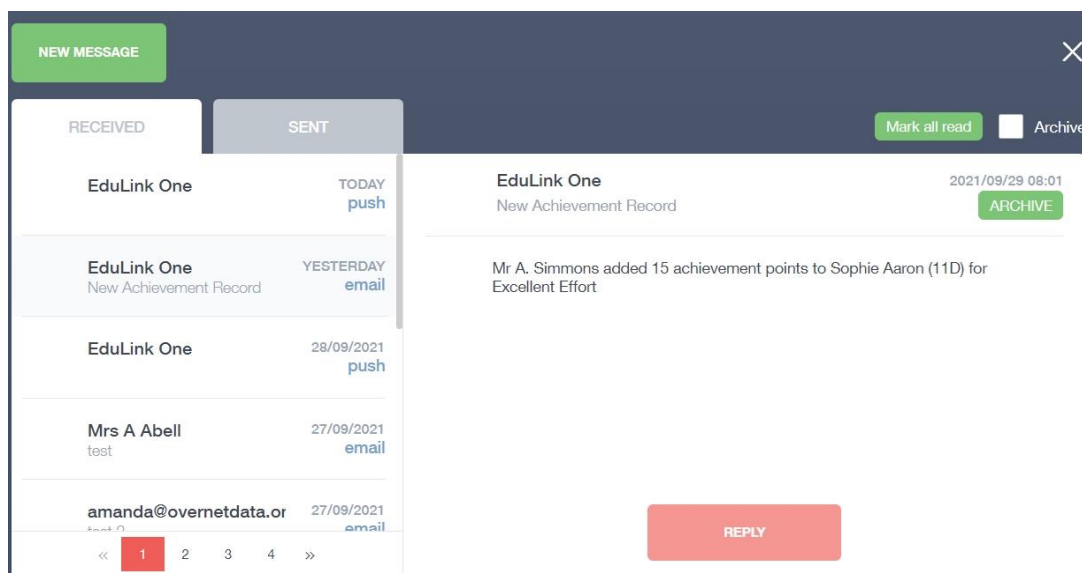 NEW MESSAGE
RECEIVED
SENT
Mark all read
Archive
EduLink One
TODAY
push
EduLink One
YESTERDAY
New Achievement Record
email
EduLink One
28/09/2021
push
Mrs A Abell
27/09/2021
test
email
amanda@overnetdata.or
27/09/2021
test 2
email
« 1 2 3 4 »
EduLink One
2021/09/29 08:01
New Achievement Record
ARCHIVE
Mr A. Simmons added 15 achievement points to Sophie Aaron (11D) for
Excellent Effort
REPLY